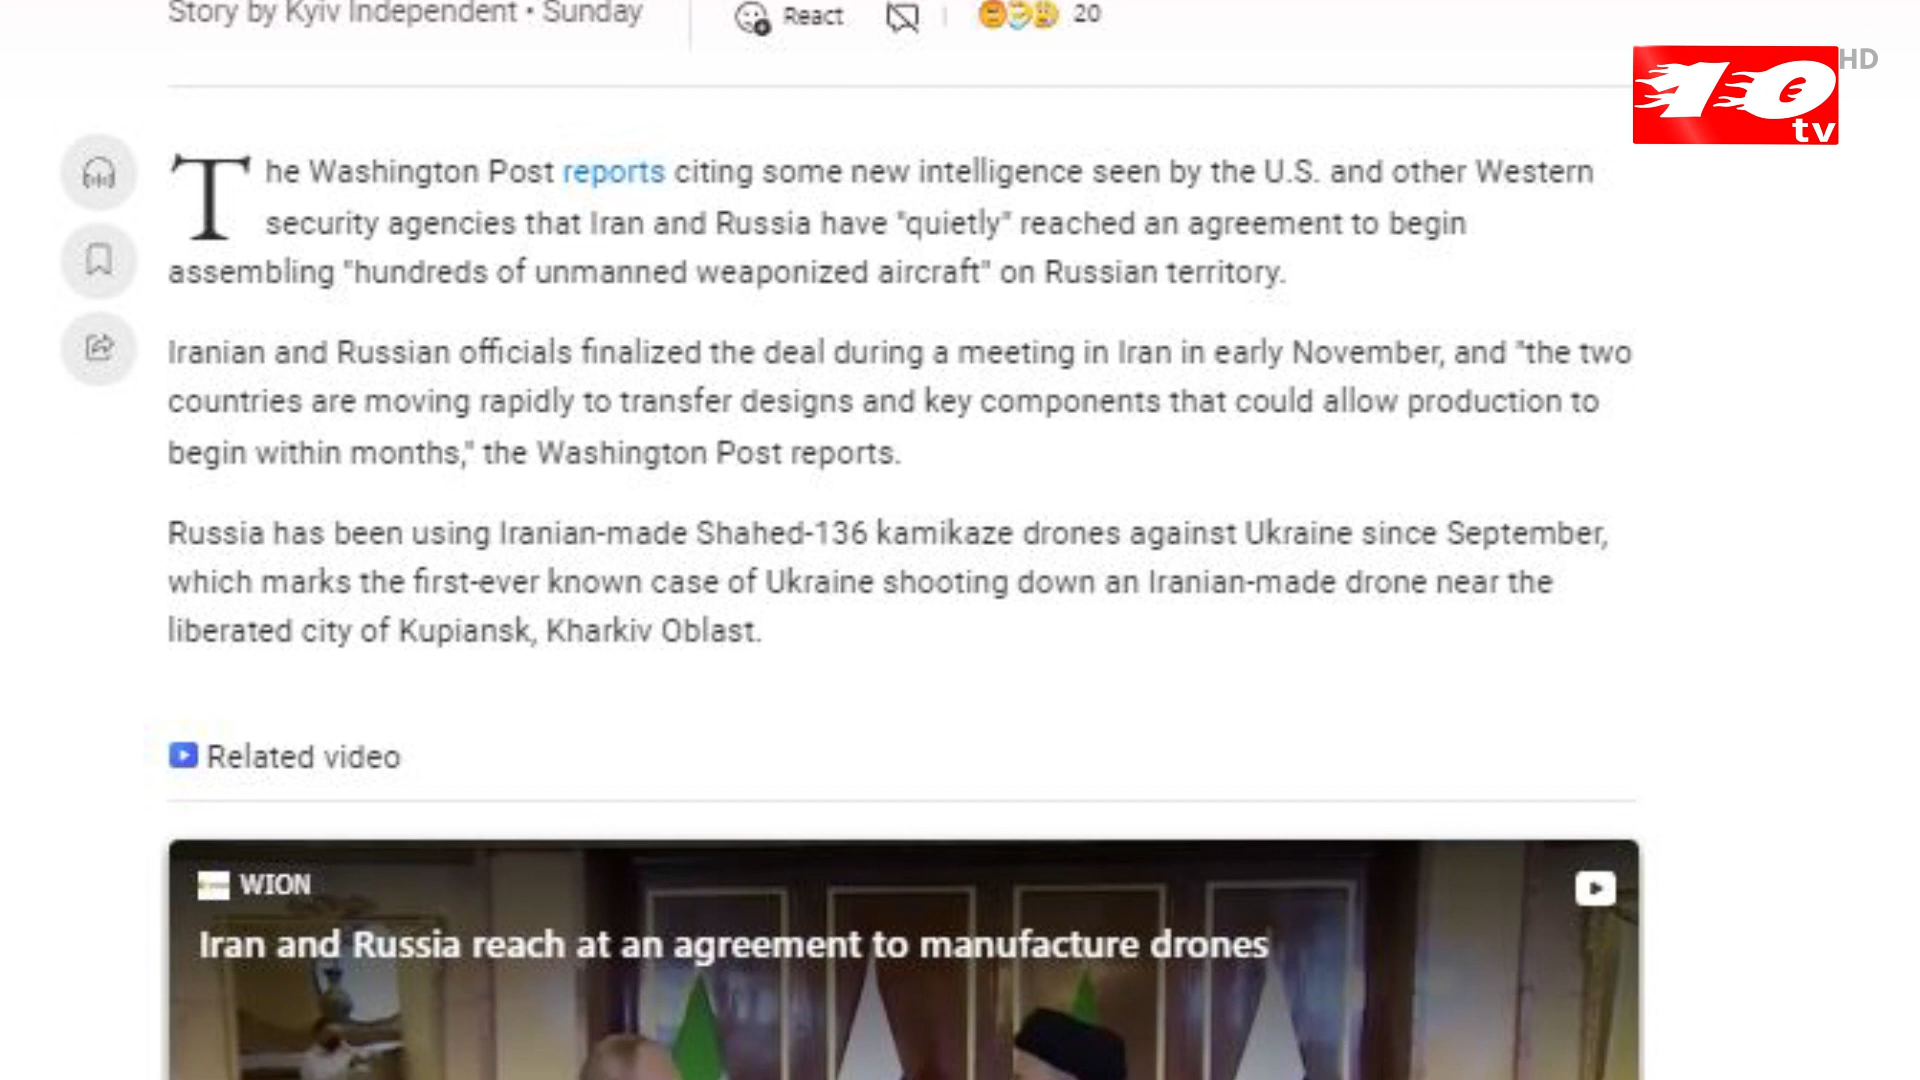 Story by Kyiv Independent • Sunday
React
20
HD
10
tv
The Washington Post reports citing some new intelligence seen by the U.S. and other Western
security agencies that Iran and Russia have "quietly" reached an agreement to begin
assembling "hundreds of unmanned weaponized aircraft" on Russian territory.
Iranian and Russian officials finalized the deal during a meeting in Iran in early November, and "the two
countries are moving rapidly to transfer designs and key components that could allow production to
begin within months," the Washington Post reports.
Russia has been using Iranian-made Shahed-136 kamikaze drones against Ukraine since September,
which marks the first-ever known case of Ukraine shooting down an Iranian-made drone near the
liberated city of Kupiansk, Kharkiv Oblast.
Related video
WION
Iran and Russia reach at an agreement to manufacture drones